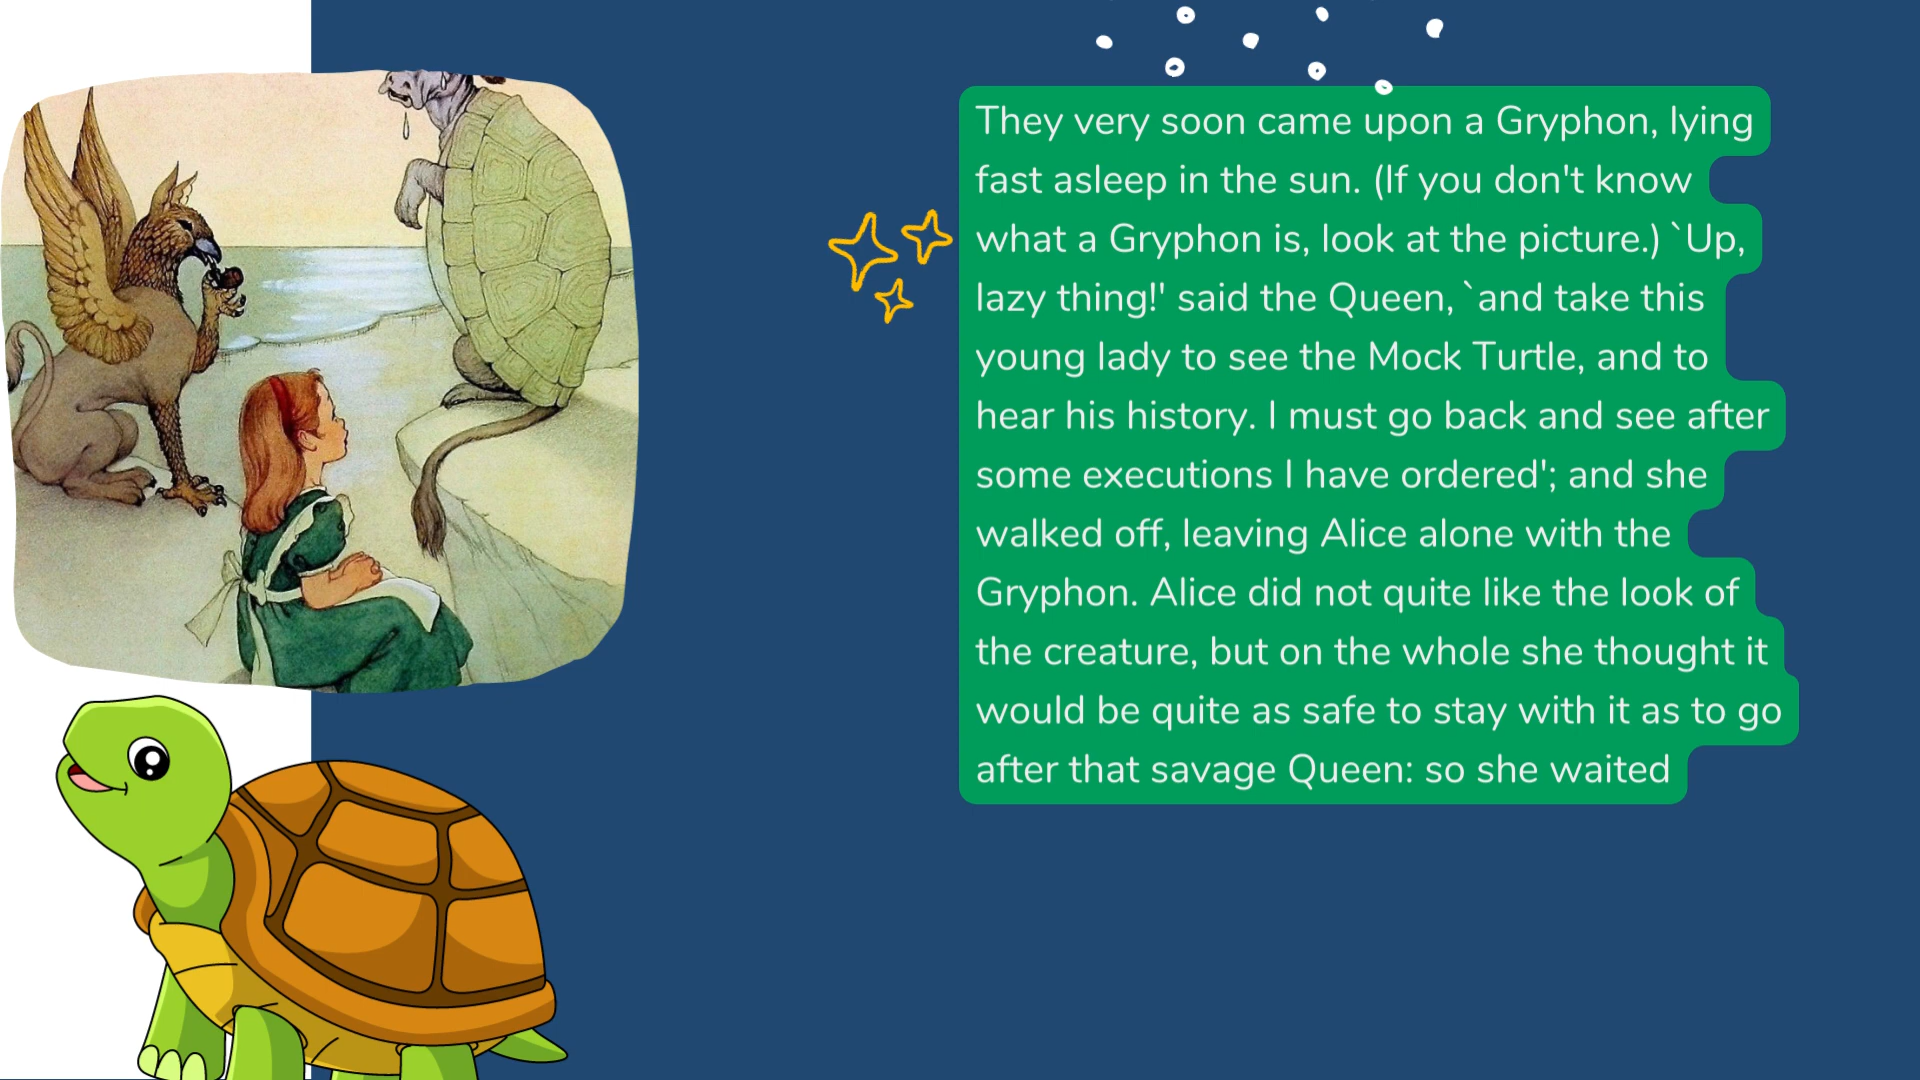 They very soon came upon a Gryphon, lying
fast asleep in the sun. (If you don't know
what a Gryphon is, look at the picture.) `Up,
lazy thing!' said the Queen, `and take this
young lady to see the Mock Turtle, and to
hear his history. I must go back and see after
some executions I have ordered'; and she
walked off, leaving Alice alone with the
Gryphon. Alice did not quite like the look of
the creature, but on the whole she thought it
would be quite as safe to stay with it as to go
after that savage Queen: so she waited